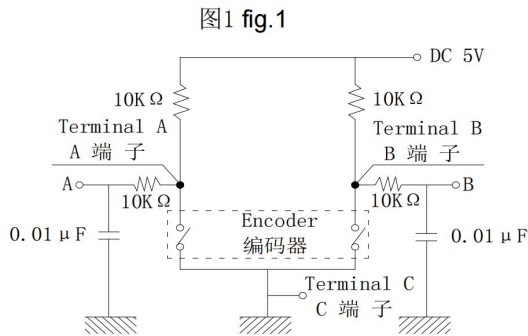 图1 fig.1
DC 5V
10KΩ
10KΩ
Terminal A
A 端 子
Terminal B
B 端 子
A
10KΩ
10KΩ
B
0.01μF
Encoder
编码器
0.01μF
Terminal C
C 端 子